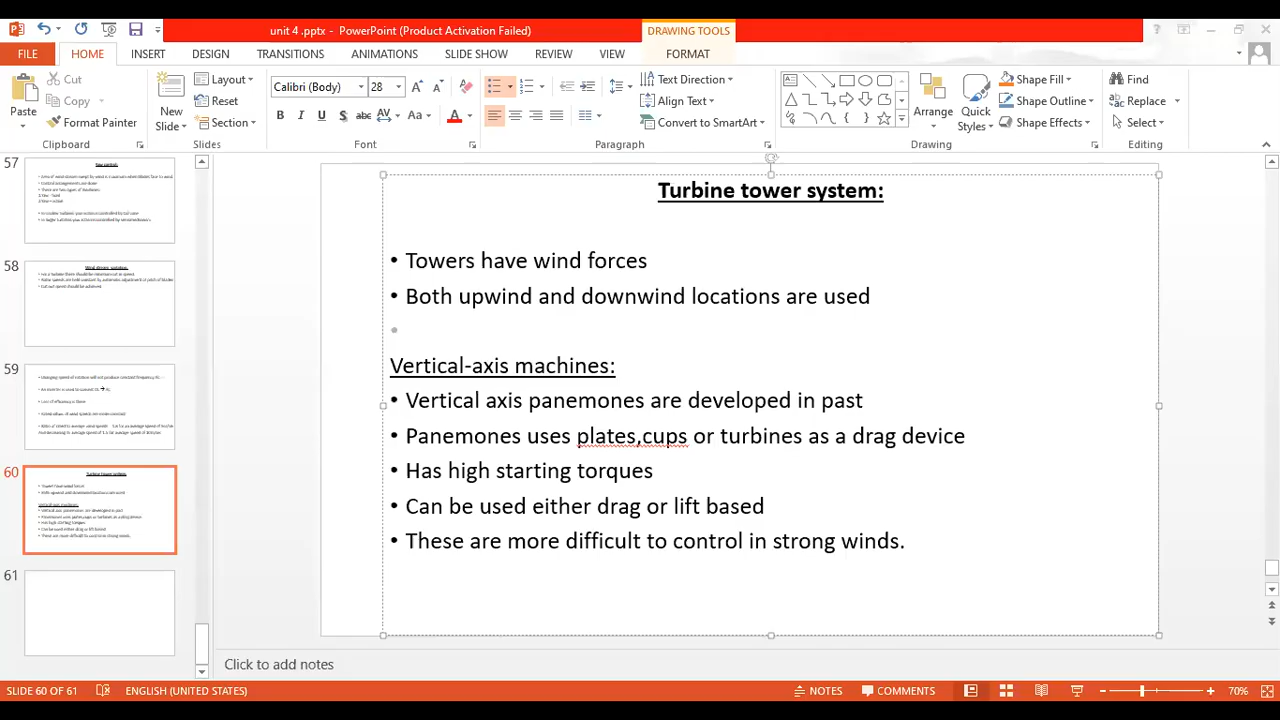 unit 4 .pptx - PowerPoint (Product Activation Failed)
DRAWING TOOLS
FILE HOME INSERT DESIGN TRANSITIONS ANIMATIONS SLIDE SHOW REVIEW VIEW FORMAT
Cut
Copy
Format Painter
Paste
Clipboard
New
Slide
Layout
Reset
Section
Slides
Calibri (Body) 28
B I U S abc AV Aa A
Font
Text Direction
Align Text
Convert to SmartArt
Paragraph
Arrange
Quick
Styles
Shape Fill
Shape Outline
Shape Effects
Drawing
Find
Replace
Select
Editing
57
58
59
60
61
Turbine tower system:
• Towers have wind forces
• Both upwind and downwind locations are used
•
Vertical-axis machines:
• Vertical axis panemones are developed in past
• Panemones uses plates,cups or turbines as a drag device
• Has high starting torques
• Can be used either drag or lift based
• These are more difficult to control in strong winds.
Click to add notes
SLIDE 60 OF 61 ENGLISH (UNITED STATES) NOTES COMMENTS 70%